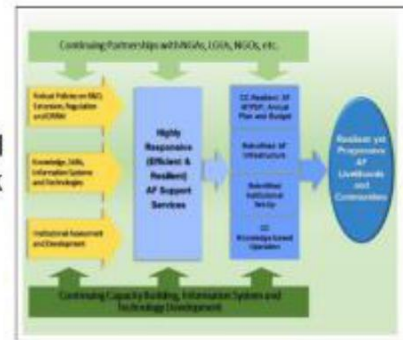 Continuing Partnerships with NGAs, LGUs, NGOs, etc.
Robust Policies on R&D,
Extension, Regulation
and DRRM
Knowledge, Skills,
Information Systems
and Technologies
Institutional Assessment
and Development
Highly
Responsive
(Efficient &
Resilient)
AF Support
Services
CC Resilient AF
Annual
Plan and Budget
Retrofitted AF
Infrastructure
Retrofitted
Institutional
Set-Up
CC
Knowledge-based
Operation
Resilient yet
Progressive
AF
Livelihoods
and
Communities
Continuing Capacity Building, Information System and
Technology Development